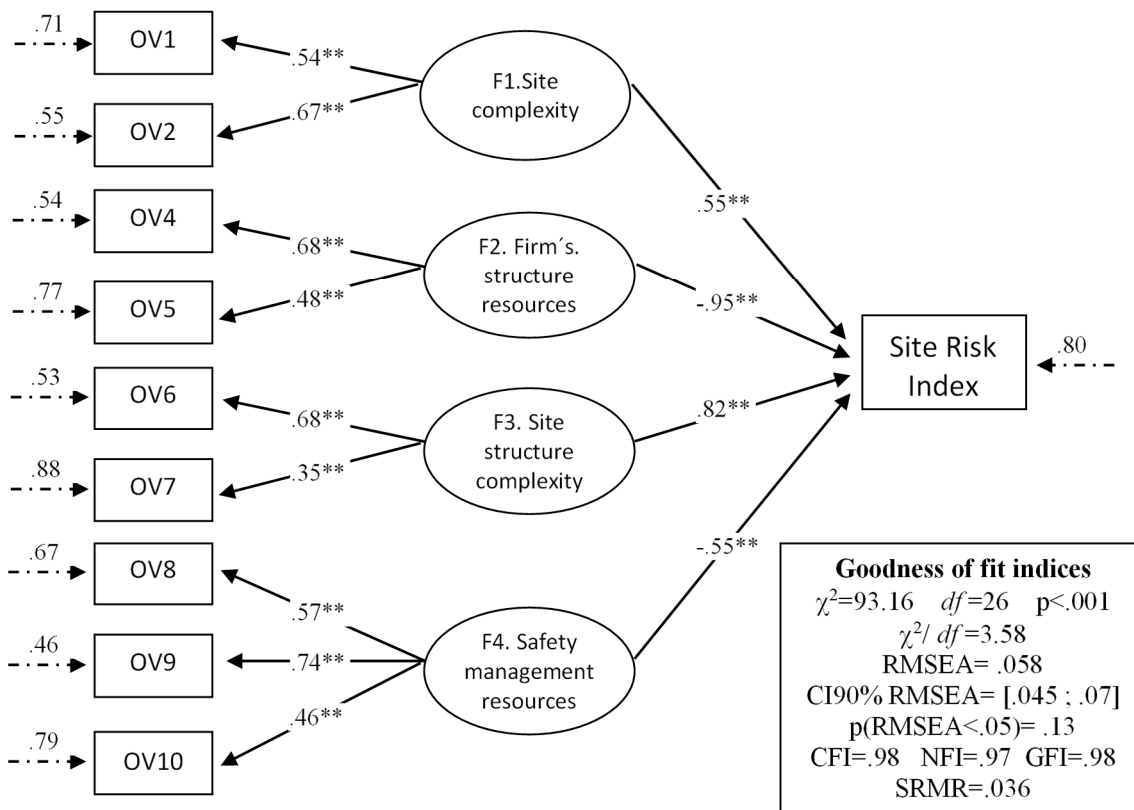 .71
OV1
.54**
F1.Site
complexity
.55
OV2
.67**
.55**
.54
OV4
.68**
F2. Firm´s.
structure
resources
.77
OV5
.48**
-.95**
Site Risk
Index
.80
.53
OV6
.68**
F3. Site
structure
complexity
.82**
.88
OV7
.35**
.67
OV8
.57**
-.55**
.46
OV9
.74**
F4. Safety
management
resources
.79
OV10
.46**
Goodness of fit indices
χ²=93.16 df=26 p<.001
χ²/ df=3.58
RMSEA= .058
CI90% RMSEA= [.045 ; .07]
p(RMSEA<.05)= .13
CFI=.98 NFI=.97 GFI=.98
SRMR=.036